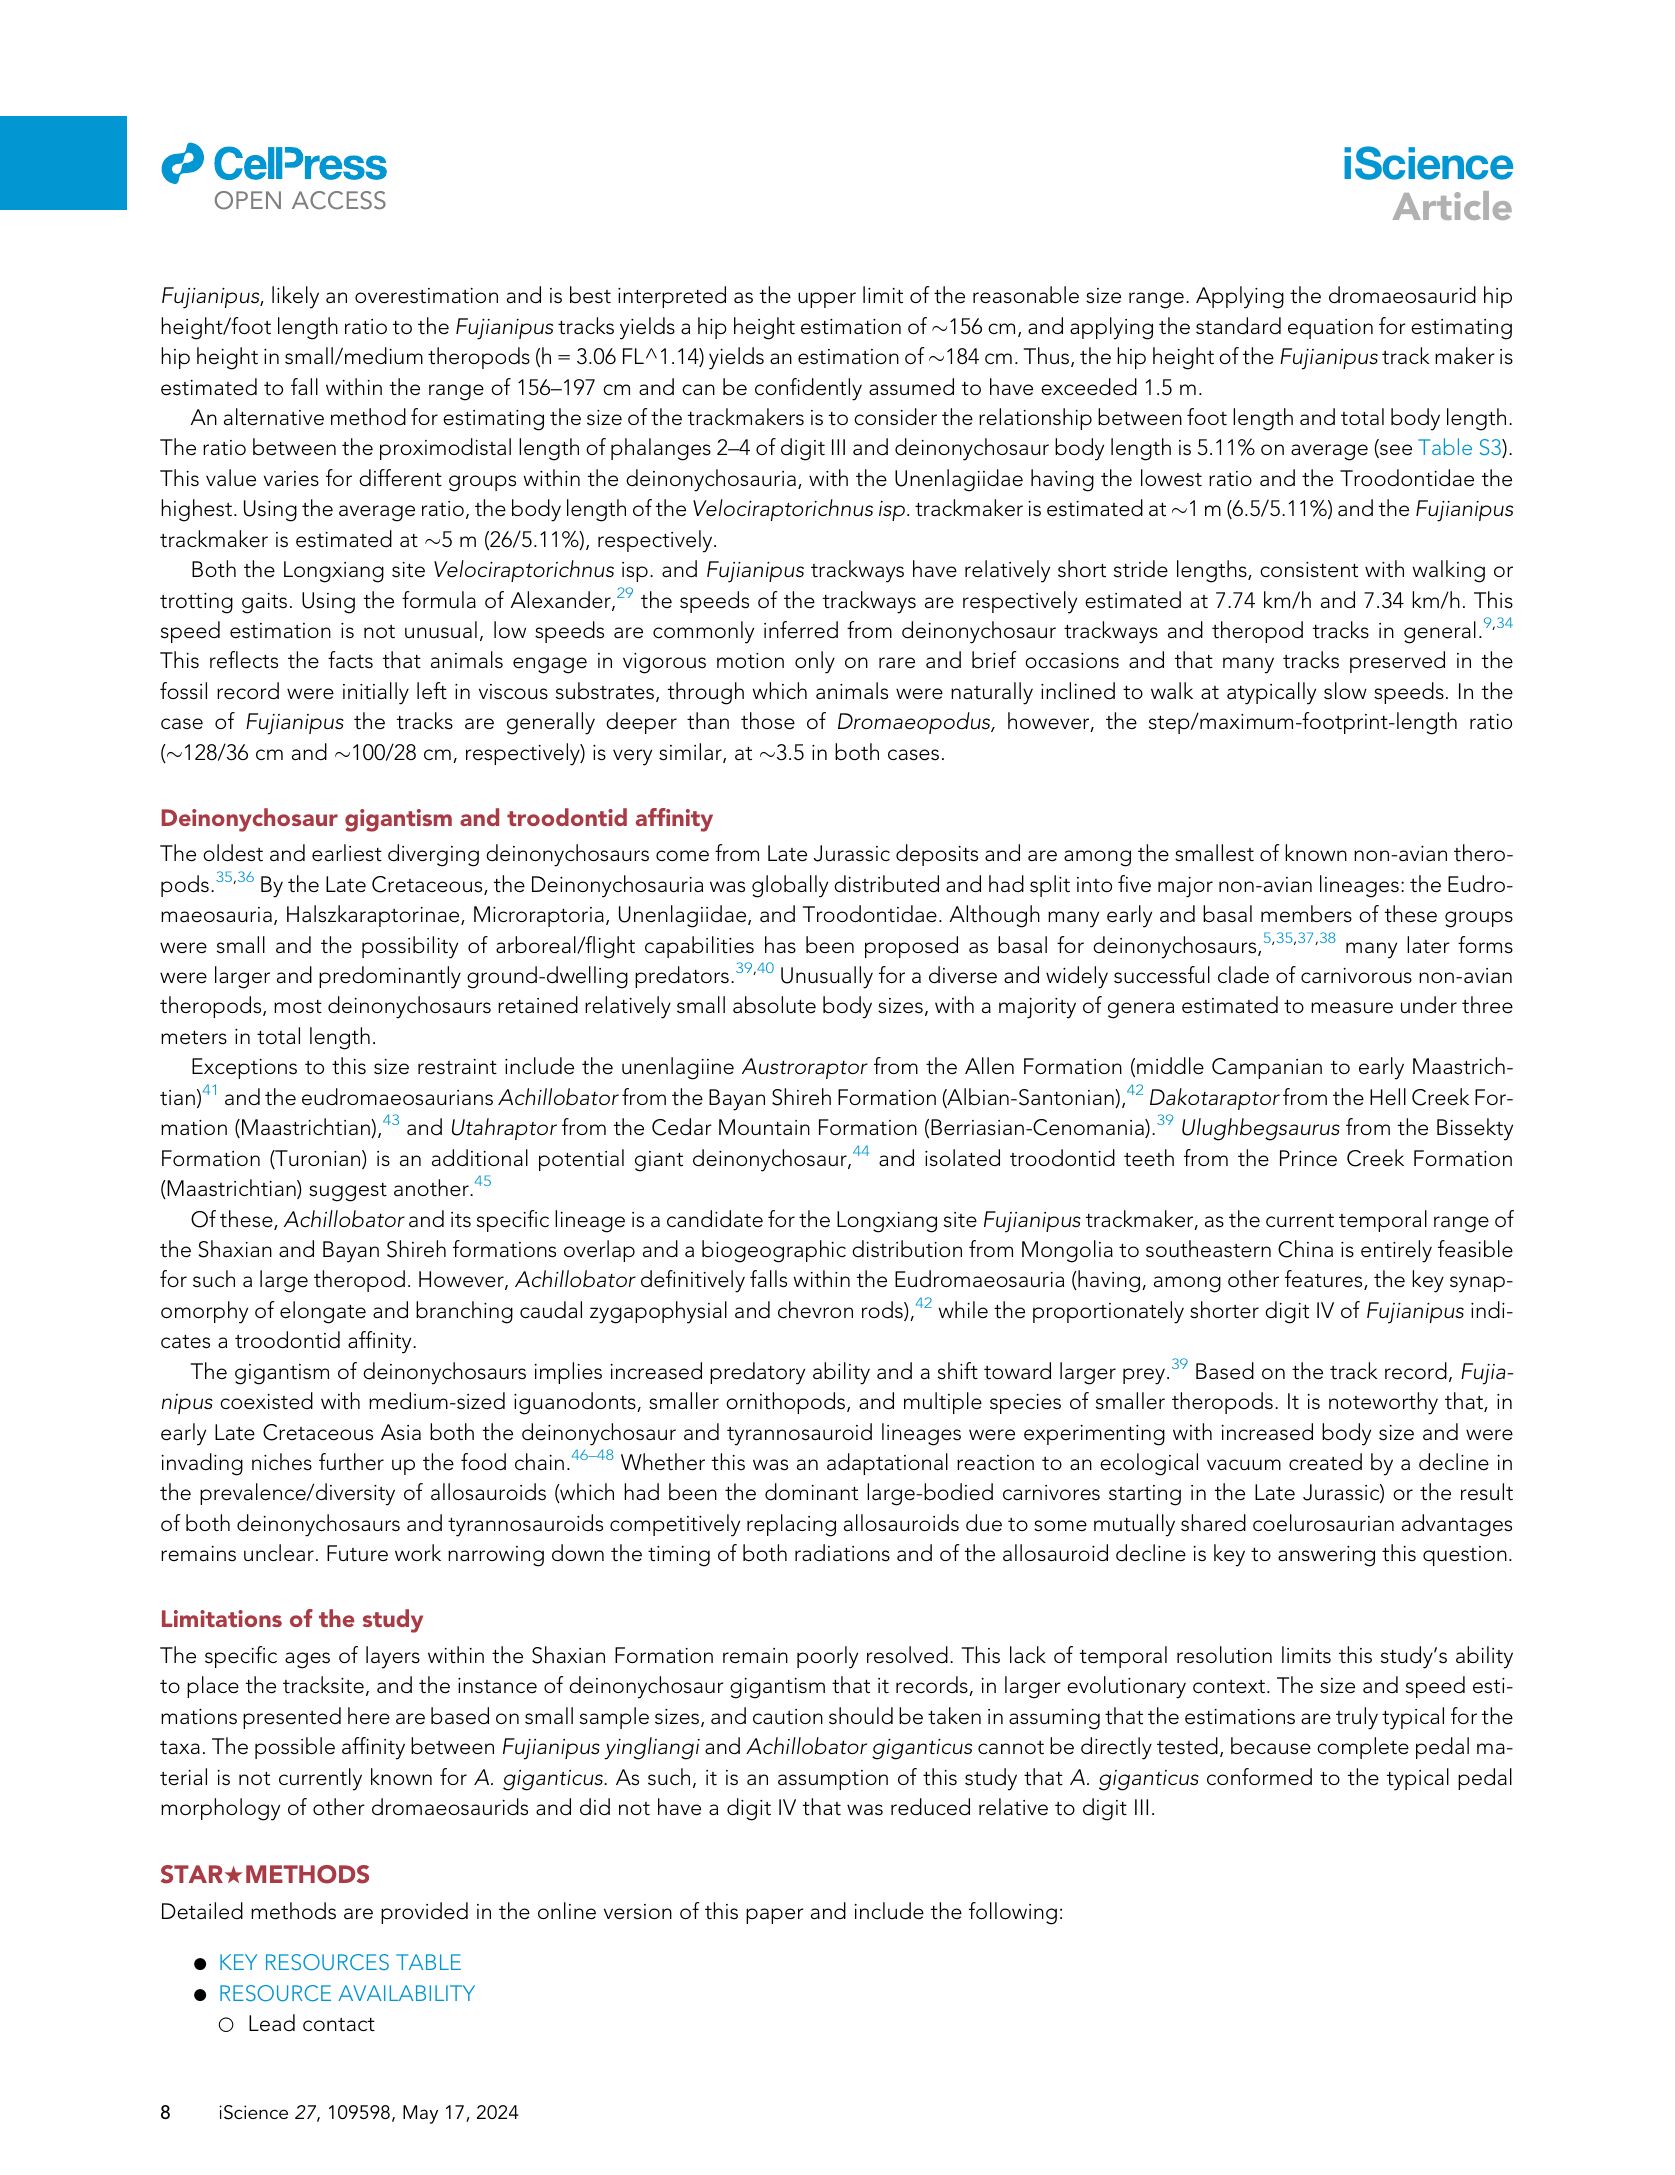 CellPress
OPEN ACCESS
iScience
Article
Fujianipus, likely an overestimation and is best interpreted as the upper limit of the reasonable size range. Applying the dromaeosaurid hip
height/foot length ratio to the Fujianipus tracks yields a hip height estimation of ~156 cm, and applying the standard equation for estimating
hip height in small/medium theropods (h = 3.06 FL^1.14) yields an estimation of ~184 cm. Thus, the hip height of the Fujianipus track maker is
estimated to fall within the range of 156–197 cm and can be confidently assumed to have exceeded 1.5 m.
An alternative method for estimating the size of the trackmakers is to consider the relationship between foot length and total body length.
The ratio between the proximodistal length of phalanges 2–4 of digit III and deinonychosaur body length is 5.11% on average (see Table S3).
This value varies for different groups within the deinonychosauria, with the Unenlagiidae having the lowest ratio and the Troodontidae the
highest. Using the average ratio, the body length of the Velociraptorichnus isp. trackmaker is estimated at ~1 m (6.5/5.11%) and the Fujianipus
trackmaker is estimated at ~5 m (26/5.11%), respectively.
Both the Longxiang site Velociraptorichnus isp. and Fujianipus trackways have relatively short stride lengths, consistent with walking or
trotting gaits. Using the formula of Alexander,29 the speeds of the trackways are respectively estimated at 7.74 km/h and 7.34 km/h. This
speed estimation is not unusual, low speeds are commonly inferred from deinonychosaur trackways and theropod tracks in general.9,34
This reflects the facts that animals engage in vigorous motion only on rare and brief occasions and that many tracks preserved in the
fossil record were initially left in viscous substrates, through which animals were naturally inclined to walk at atypically slow speeds. In the
case of Fujianipus the tracks are generally deeper than those of Dromaeopodus, however, the step/maximum-footprint-length ratio
(~128/36 cm and ~100/28 cm, respectively) is very similar, at ~3.5 in both cases.
Deinonychosaur gigantism and troodontid affinity
The oldest and earliest diverging deinonychosaurs come from Late Jurassic deposits and are among the smallest of known non-avian thero-
pods.35,36 By the Late Cretaceous, the Deinonychosauria was globally distributed and had split into five major non-avian lineages: the Eudro-
maeosauria, Halszkaraptorinae, Microraptoria, Unenlagiidae, and Troodontidae. Although many early and basal members of these groups
were small and the possibility of arboreal/flight capabilities has been proposed as basal for deinonychosaurs,5,35,37,38 many later forms
were larger and predominantly ground-dwelling predators.39,40 Unusually for a diverse and widely successful clade of carnivorous non-avian
theropods, most deinonychosaurs retained relatively small absolute body sizes, with a majority of genera estimated to measure under three
meters in total length.
Exceptions to this size restraint include the unenlagiine Austroraptor from the Allen Formation (middle Campanian to early Maastrich-
tian)41 and the eudromaeosaurians Achillobator from the Bayan Shireh Formation (Albian-Santonian),42 Dakotaraptor from the Hell Creek For-
mation (Maastrichtian),43 and Utahraptor from the Cedar Mountain Formation (Berriasian-Cenomania).39 Ulughbegsaurus from the Bissekty
Formation (Turonian) is an additional potential giant deinonychosaur,44 and isolated troodontid teeth from the Prince Creek Formation
(Maastrichtian) suggest another.45
Of these, Achillobator and its specific lineage is a candidate for the Longxiang site Fujianipus trackmaker, as the current temporal range of
the Shaxian and Bayan Shireh formations overlap and a biogeographic distribution from Mongolia to southeastern China is entirely feasible
for such a large theropod. However, Achillobator definitively falls within the Eudromaeosauria (having, among other features, the key synap-
omorphy of elongate and branching caudal zygapophysial and chevron rods),42 while the proportionately shorter digit IV of Fujianipus indi-
cates a troodontid affinity.
The gigantism of deinonychosaurs implies increased predatory ability and a shift toward larger prey.39 Based on the track record, Fujia-
nipus coexisted with medium-sized iguanodonts, smaller ornithopods, and multiple species of smaller theropods. It is noteworthy that, in
early Late Cretaceous Asia both the deinonychosaur and tyrannosauroid lineages were experimenting with increased body size and were
invading niches further up the food chain.46–48 Whether this was an adaptational reaction to an ecological vacuum created by a decline in
the prevalence/diversity of allosauroids (which had been the dominant large-bodied carnivores starting in the Late Jurassic) or the result
of both deinonychosaurs and tyrannosauroids competitively replacing allosauroids due to some mutually shared coelurosaurian advantages
remains unclear. Future work narrowing down the timing of both radiations and of the allosauroid decline is key to answering this question.
Limitations of the study
The specific ages of layers within the Shaxian Formation remain poorly resolved. This lack of temporal resolution limits this study's ability
to place the tracksite, and the instance of deinonychosaur gigantism that it records, in larger evolutionary context. The size and speed esti-
mations presented here are based on small sample sizes, and caution should be taken in assuming that the estimations are truly typical for the
taxa. The possible affinity between Fujianipus yingliangi and Achillobator giganticus cannot be directly tested, because complete pedal ma-
terial is not currently known for A. giganticus. As such, it is an assumption of this study that A. giganticus conformed to the typical pedal
morphology of other dromaeosaurids and did not have a digit IV that was reduced relative to digit III.
STAR★METHODS
Detailed methods are provided in the online version of this paper and include the following:
● KEY RESOURCES TABLE
● RESOURCE AVAILABILITY
○ Lead contact
8 iScience 27, 109598, May 17, 2024